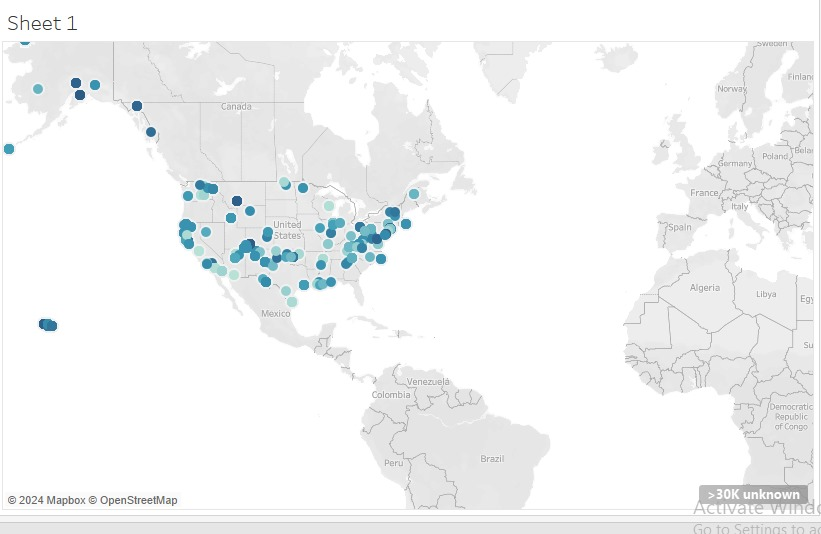 Sheet 1
Sweden
Finland
Norway
Canada
Poland
Germany
France
Italy
Spain
United
States
Algeria
Libya
Mexico
Venezuela
Colombia
Democratic
Republic
of Congo
Brazil
Peru
>30K unknown
© 2024 Mapbox © OpenStreetMap
Activate Windo
Go to Settings to a